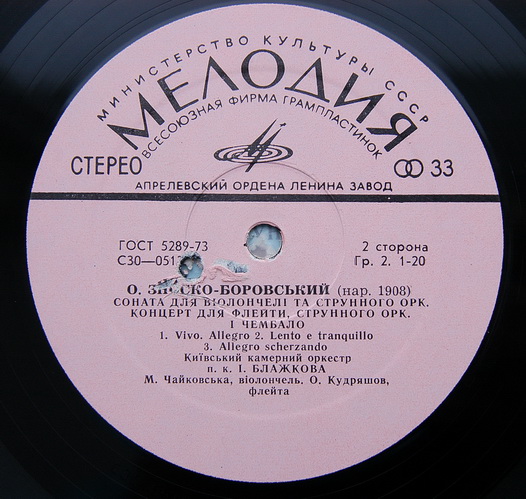 МИНИСТЕРСТВО КУЛЬТУРЫ СССР
МЕЛОДИЯ
ВСЕСОЮЗНАЯ ФИРМА ГРАМПЛАСТИНОК
СТЕРЕО 33
АПРЕЛЕВСКИЙ ОРДЕНА ЛЕНИНА ЗАВОД
ГОСТ 5289-73 2 сторона
Гр. 2. 1-20
О. БОРОВСЬКИЙ (нар. 1908)
СОНАТА ДЛЯ ВІОЛОНЧЕЛІ ТА СТРУННОГО ОРК.
КОНЦЕРТ ДЛЯ ФЛЕЙТИ, СТРУННОГО ОРК.
І ЧЕМБАЛО
1. Vivo. Allegro 2. Lento e tranquillo
3. Allegro scherzando
Київський камерний оркестр
п. к. І. БЛАЖКОВА
М. Чайковська, віолончель. О. Кудряшов,
флейта